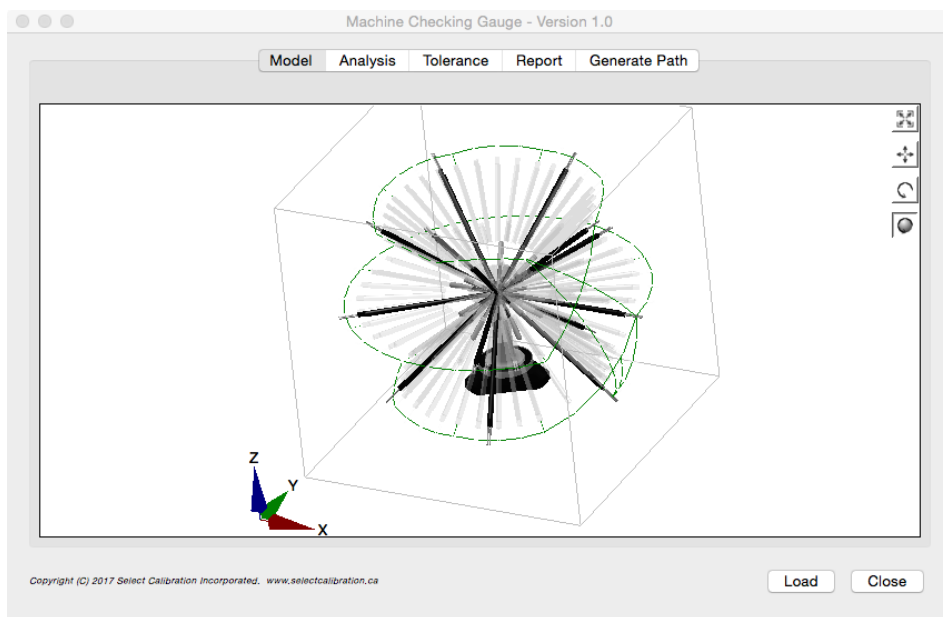 Machine Checking Gauge - Version 1.0
Model Analysis Tolerance Report Generate Path
Z
Y
X
Copyright (C) 2017 Select Calibration Incorporated. www.selectcalibration.ca
Load Close